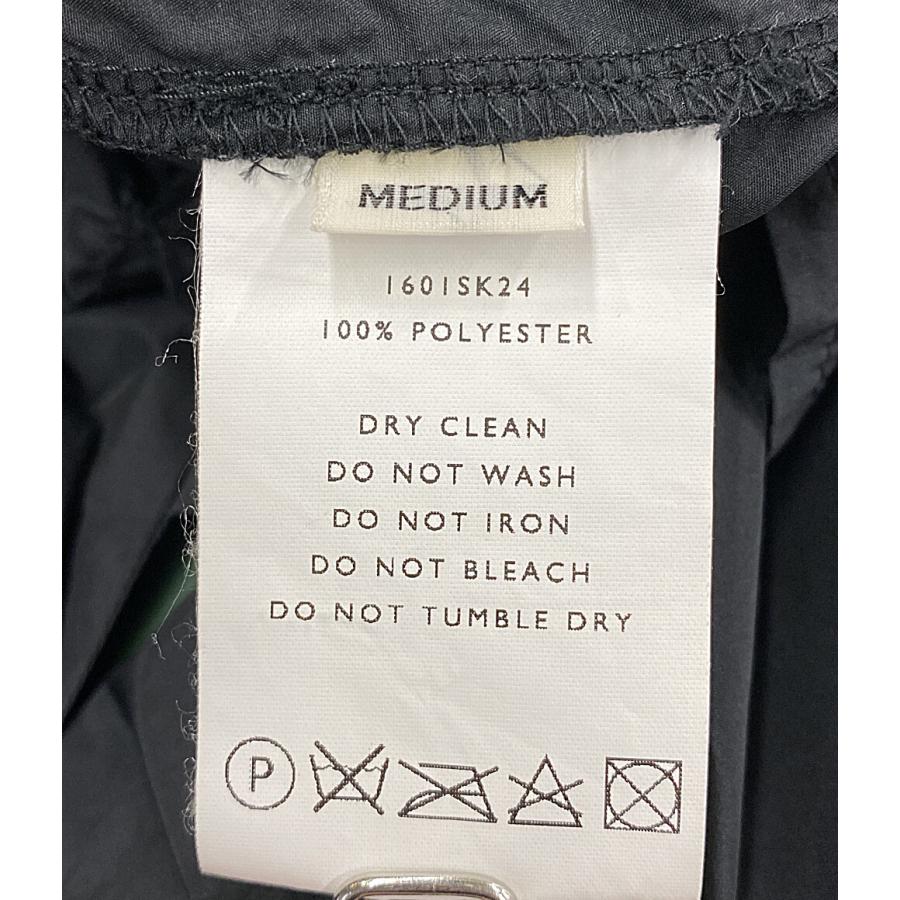 MEDIUM
1601SK24
100% POLYESTER
DRY CLEAN
DO NOT WASH
DO NOT IRON
DO NOT BLEACH
DO NOT TUMBLE DRY
P